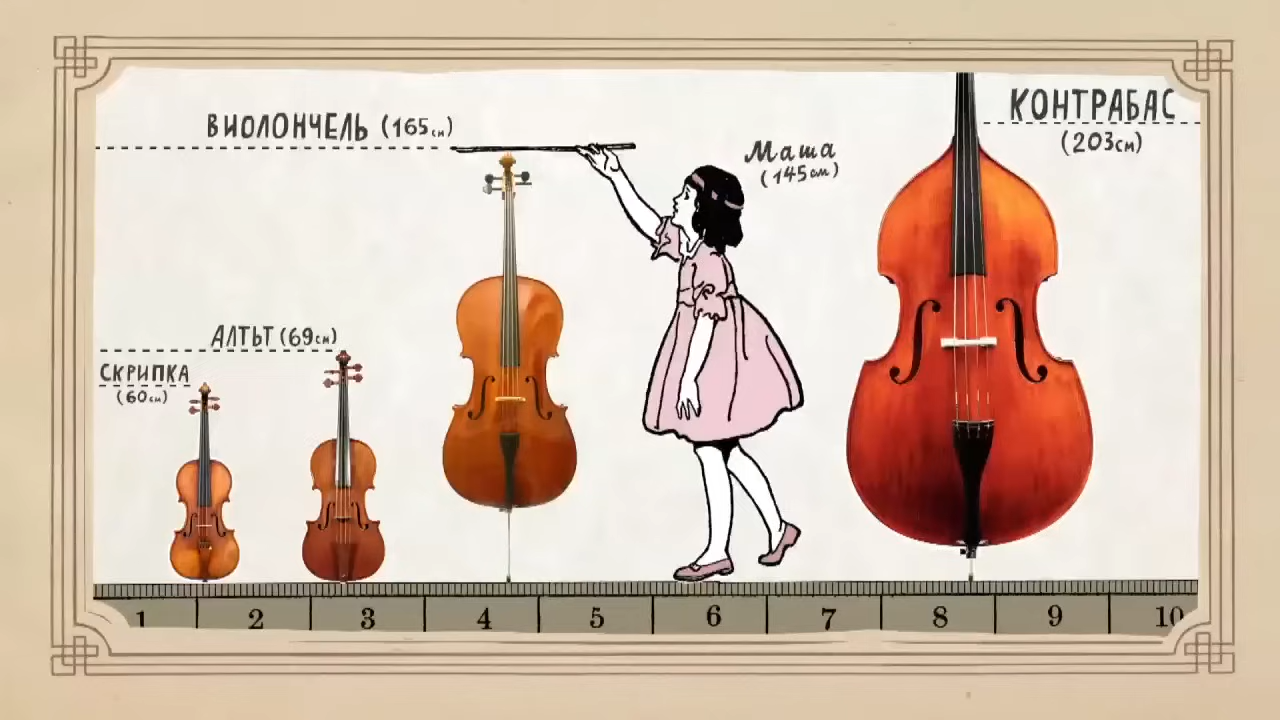 ВИОЛОНЧЕЛЬ (165см)
КОНТРАБАС
(203см)
Маша
(145см)
АЛЬТ (69см)
СКРИПКА
(60см)
1 2 3 4 5 6 7 8 9 10